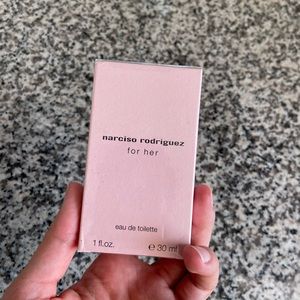 narciso rodriguez
for her
eau de toilette
1 fl.oz. ℮ 30 ml